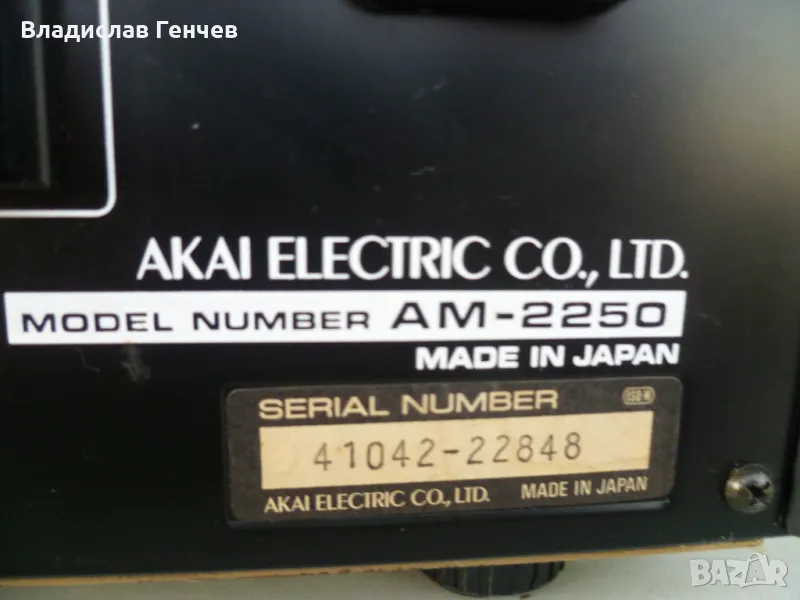 Владислав Генчев
AKAI ELECTRIC CO., LTD.
MODEL NUMBER AM-2250
MADE IN JAPAN
SERIAL NUMBER
41042-22848
AKAI ELECTRIC CO., LTD. MADE IN JAPAN
BAZAR